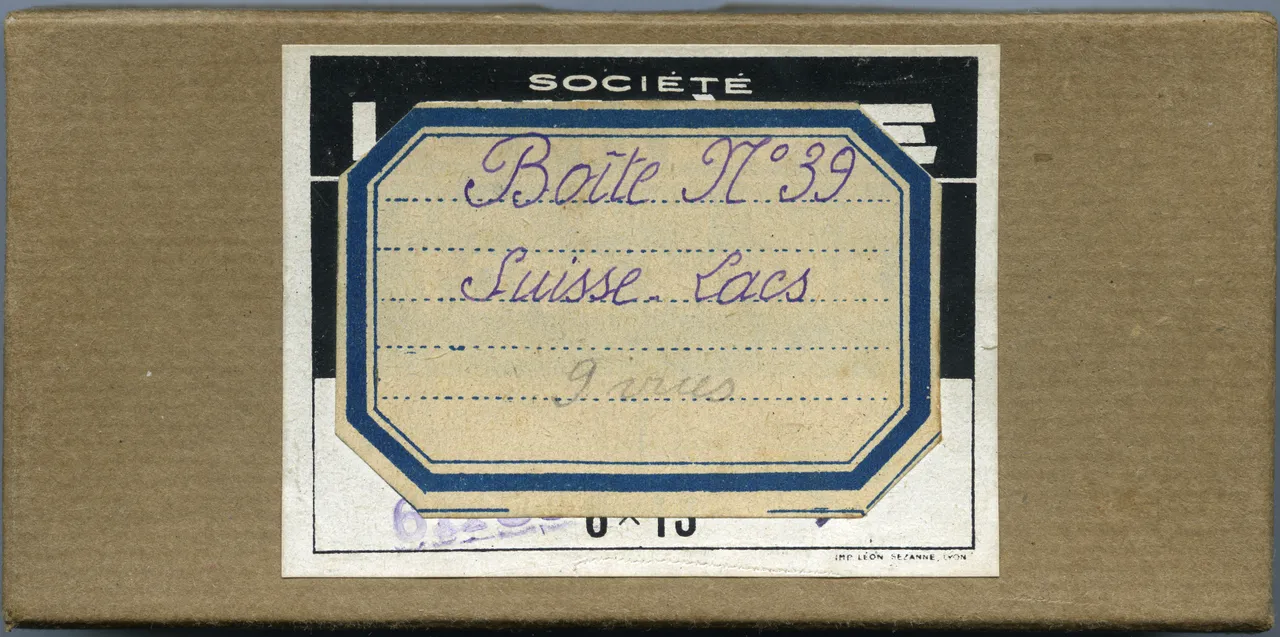 SOCIÉTÉ
Boîte N° 39
Suisse. Lacs
9 vues
6 x 13
IMP. LÉON SEZANNE, LYON